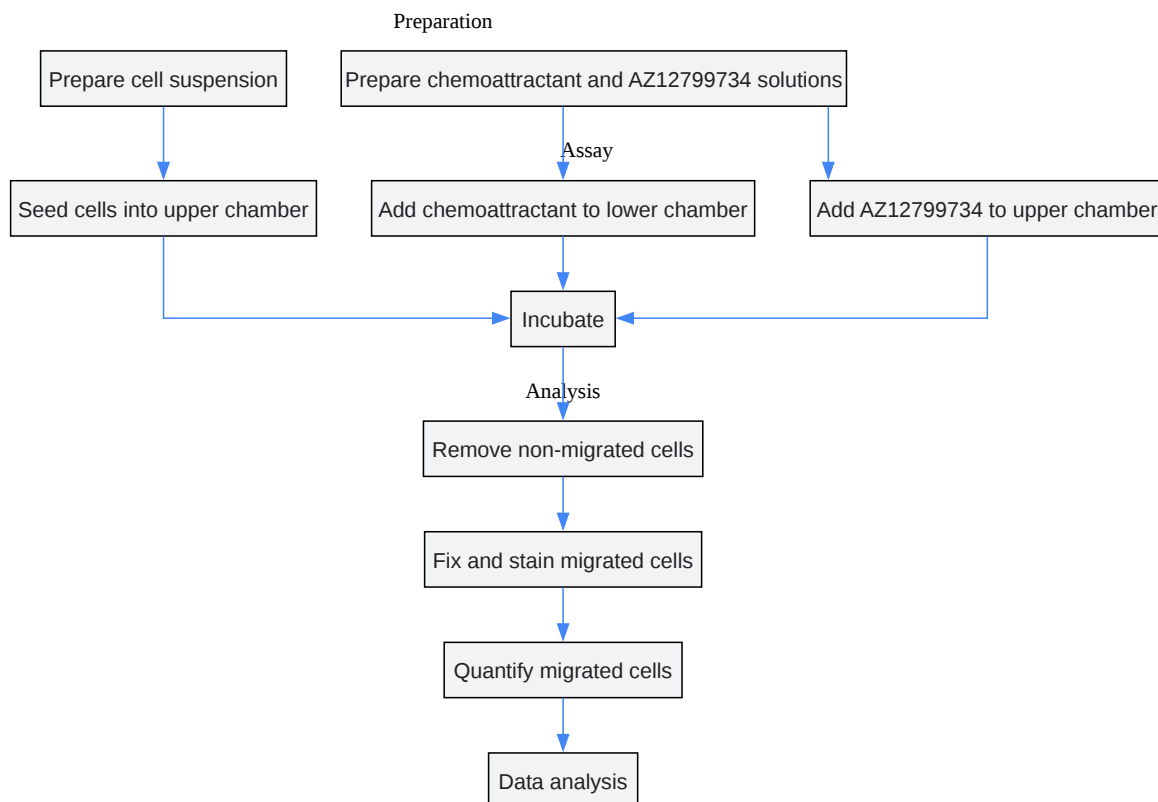 Preparation
Prepare cell suspension
Prepare chemoattractant and AZ12799734 solutions
Assay
Seed cells into upper chamber
Add chemoattractant to lower chamber
Add AZ12799734 to upper chamber
Incubate
Analysis
Remove non-migrated cells
Fix and stain migrated cells
Quantify migrated cells
Data analysis